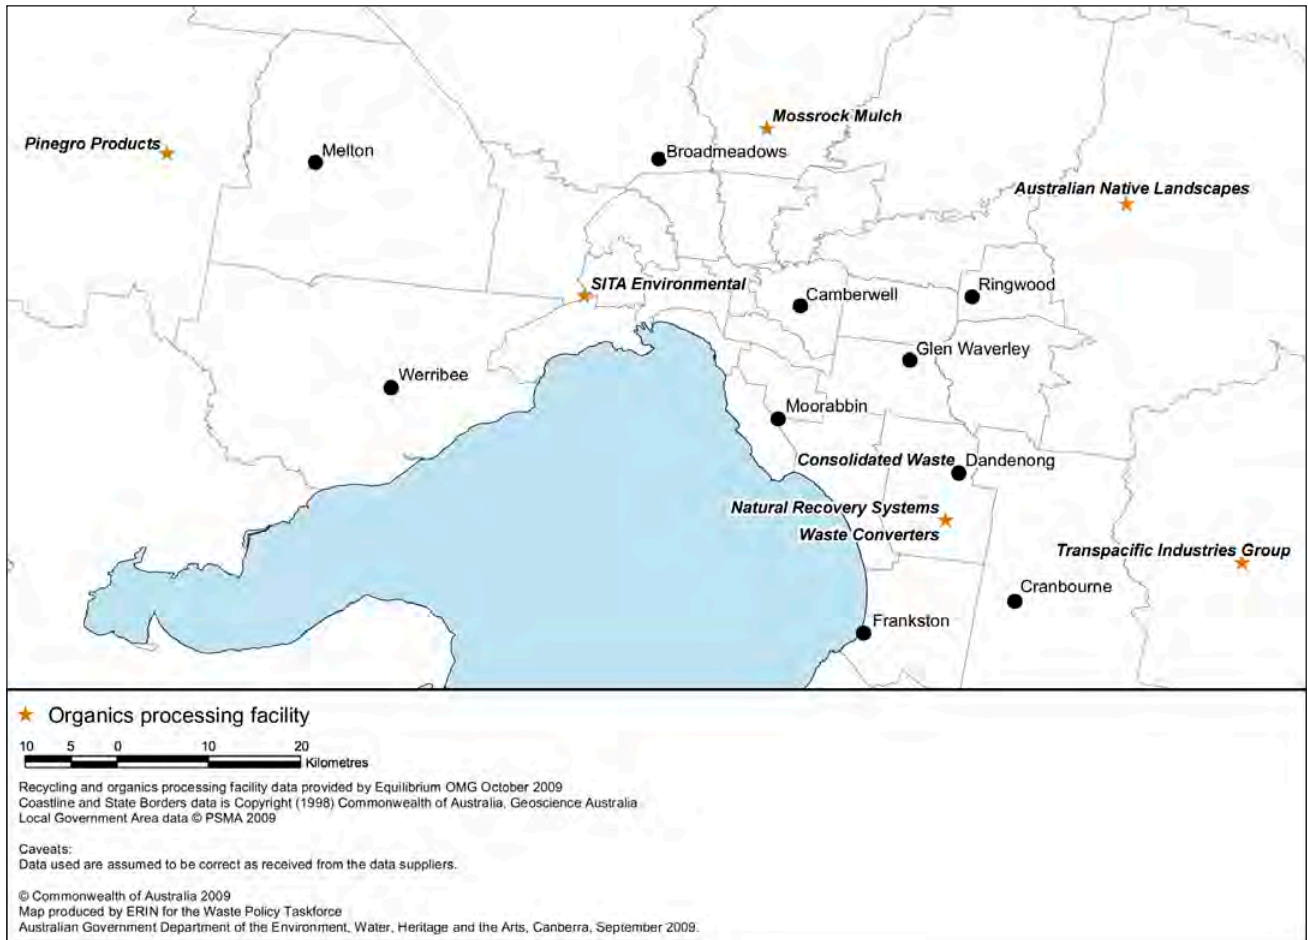 Mossrock Mulch
Pinegro Products
Melton
Broadmeadows
Australian Native Landscapes
SITA Environmental
Camberwell
Ringwood
Glen Waverley
Werribee
Moorabbin
Consolidated Waste
Dandenong
Natural Recovery Systems
Waste Converters
Transpacific Industries Group
Cranbourne
Frankston
Organics processing facility
10 5 0 10 20
Kilometres
Recycling and organics processing facility data provided by Equilibrium OMG October 2009
Coastline and State Borders data is Copyright (1998) Commonwealth of Australia, Geoscience Australia
Local Government Area data © PSMA 2009
Caveats:
Data used are assumed to be correct as received from the data suppliers.
© Commonwealth of Australia 2009
Map produced by ERIN for the Waste Policy Taskforce
Australian Government Department of the Environment, Water, Heritage and the Arts, Canberra, September 2009.